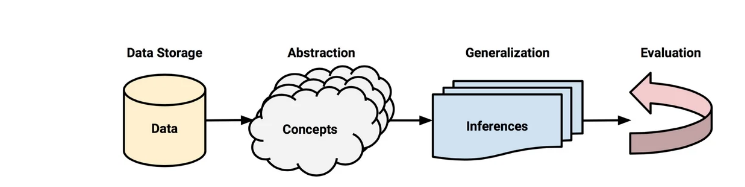 Data Storage
Abstraction
Generalization
Evaluation
Data
Concepts
Inferences